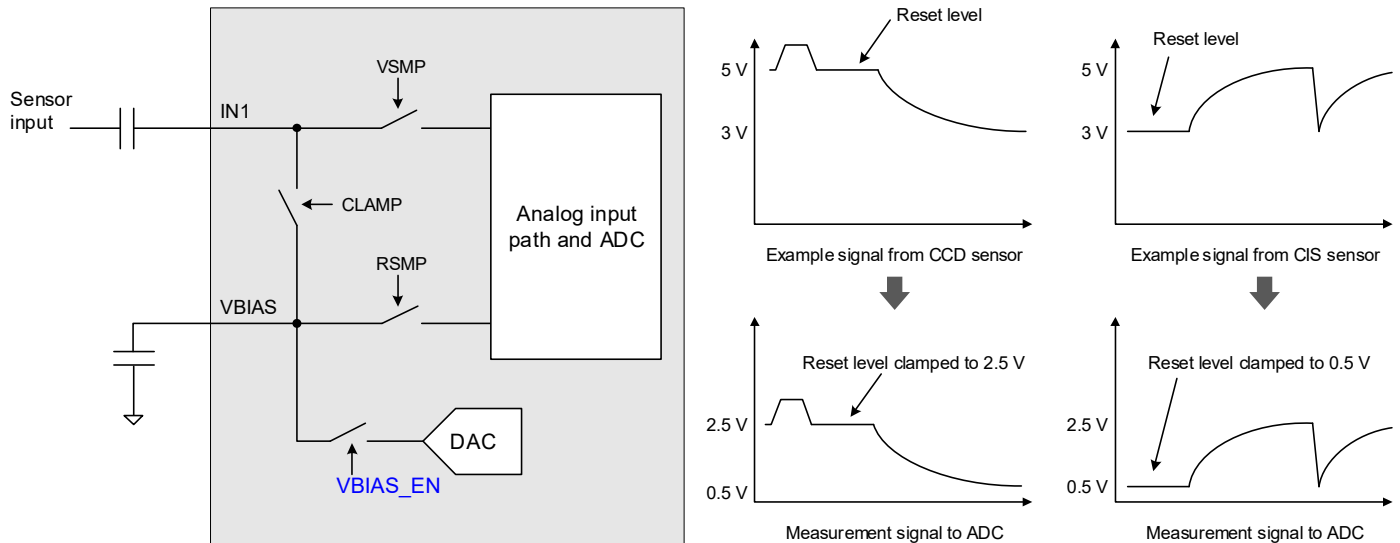 Sensor
input
IN1
VSMP
CLAMP
Analog input
path and ADC
RSMP
VBIAS
DAC
VBIAS_EN
Reset level
5 V
3 V
Example signal from CCD sensor
Reset level
5 V
3 V
Example signal from CIS sensor
Reset level clamped to 2.5 V
2.5 V
0.5 V
Measurement signal to ADC
Reset level clamped to 0.5 V
2.5 V
0.5 V
Measurement signal to ADC